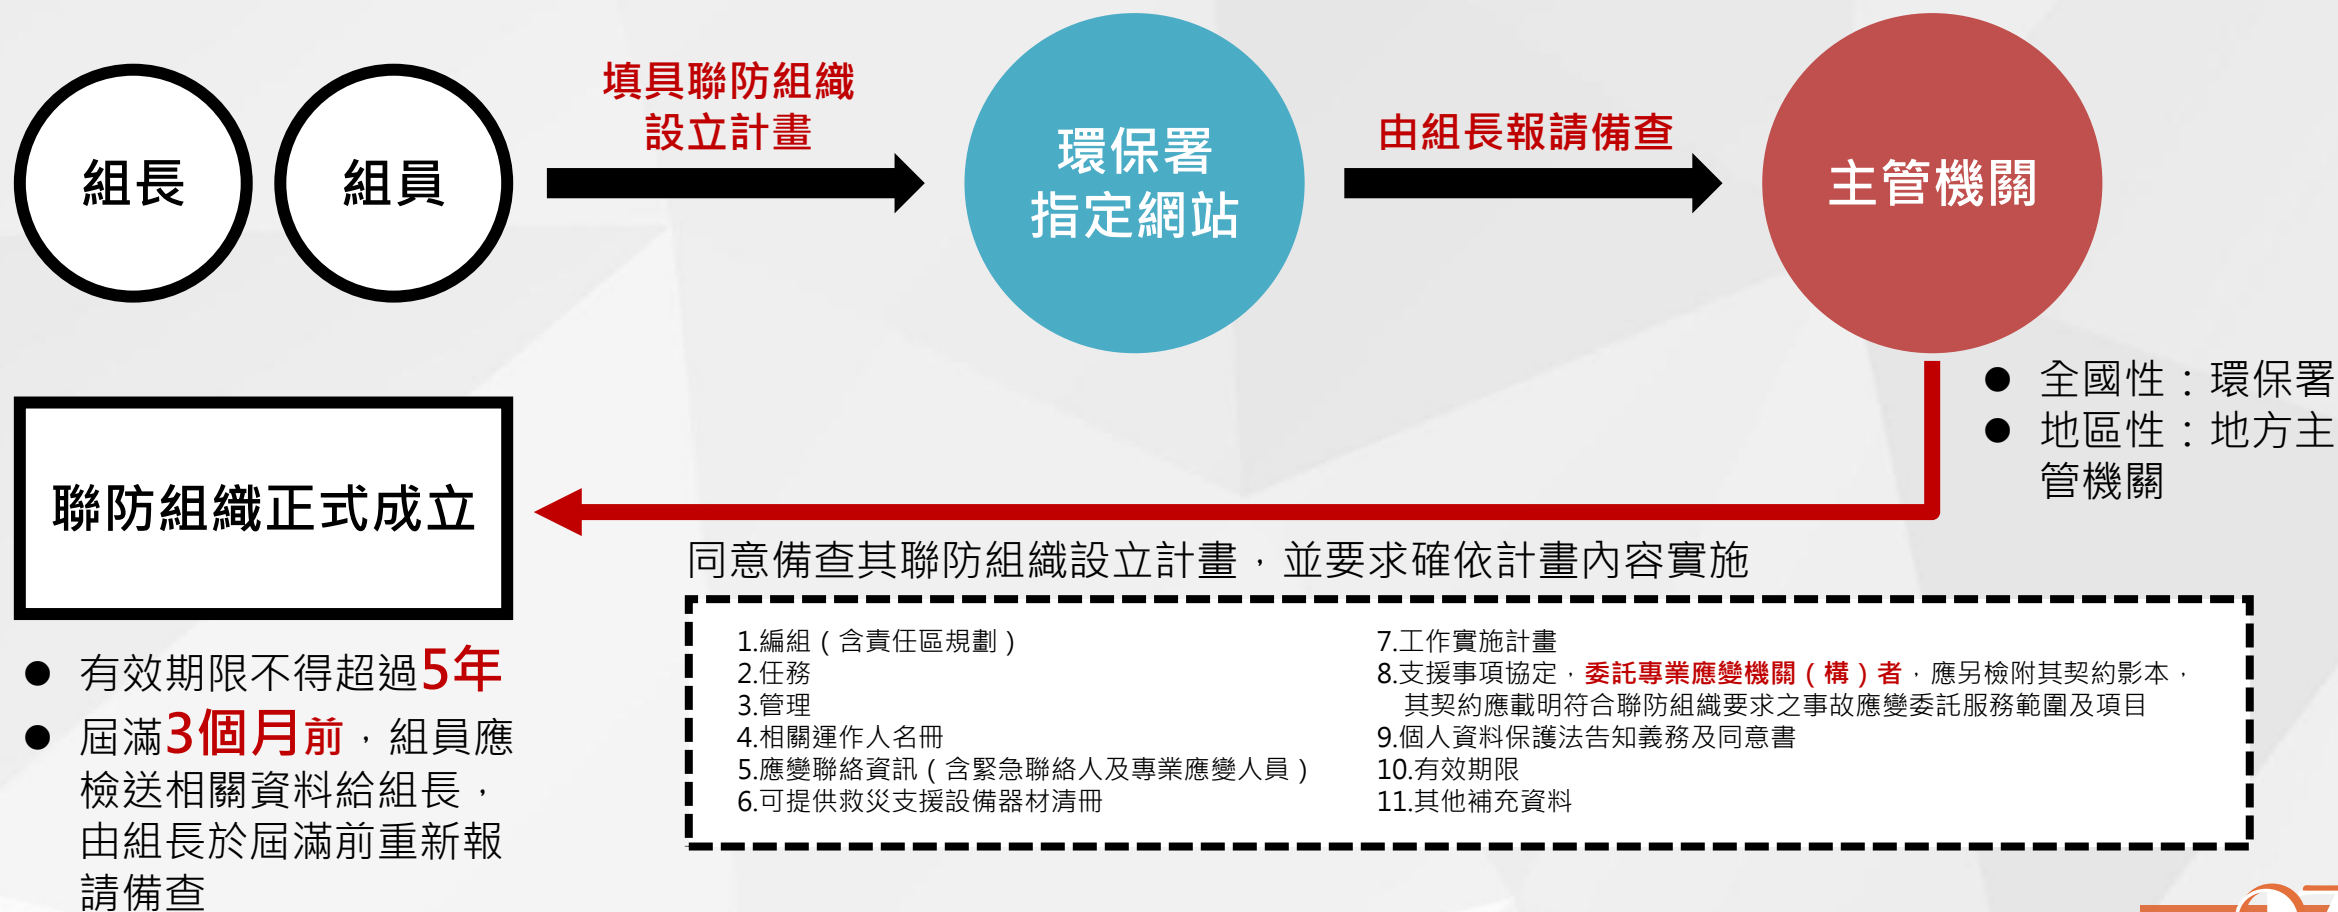 組長
組員
填具聯防組織
設立計畫
環保署
指定網站
由組長報請備查
主管機關
● 全國性：環保署
● 地區性：地方主
管機關
聯防組織正式成立
同意備查其聯防組織設立計畫，並要求確依計畫內容實施
● 有效期限不得超過5年
● 屆滿3個月前，組員應
檢送相關資料給組長，
由組長於屆滿前重新報
請備查
1.編組（含責任區規劃）
2.任務
3.管理
4.相關運作人名冊
5.應變聯絡資訊（含緊急聯絡人及專業應變人員）
6.可提供救災支援設備器材清冊
7.工作實施計畫
8.支援事項協定，委託專業應變機關（構）者，應另檢附其契約影本，
其契約應載明符合聯防組織要求之事故應變委託服務範圍及項目
9.個人資料保護法告知義務及同意書
10.有效期限
11.其他補充資料